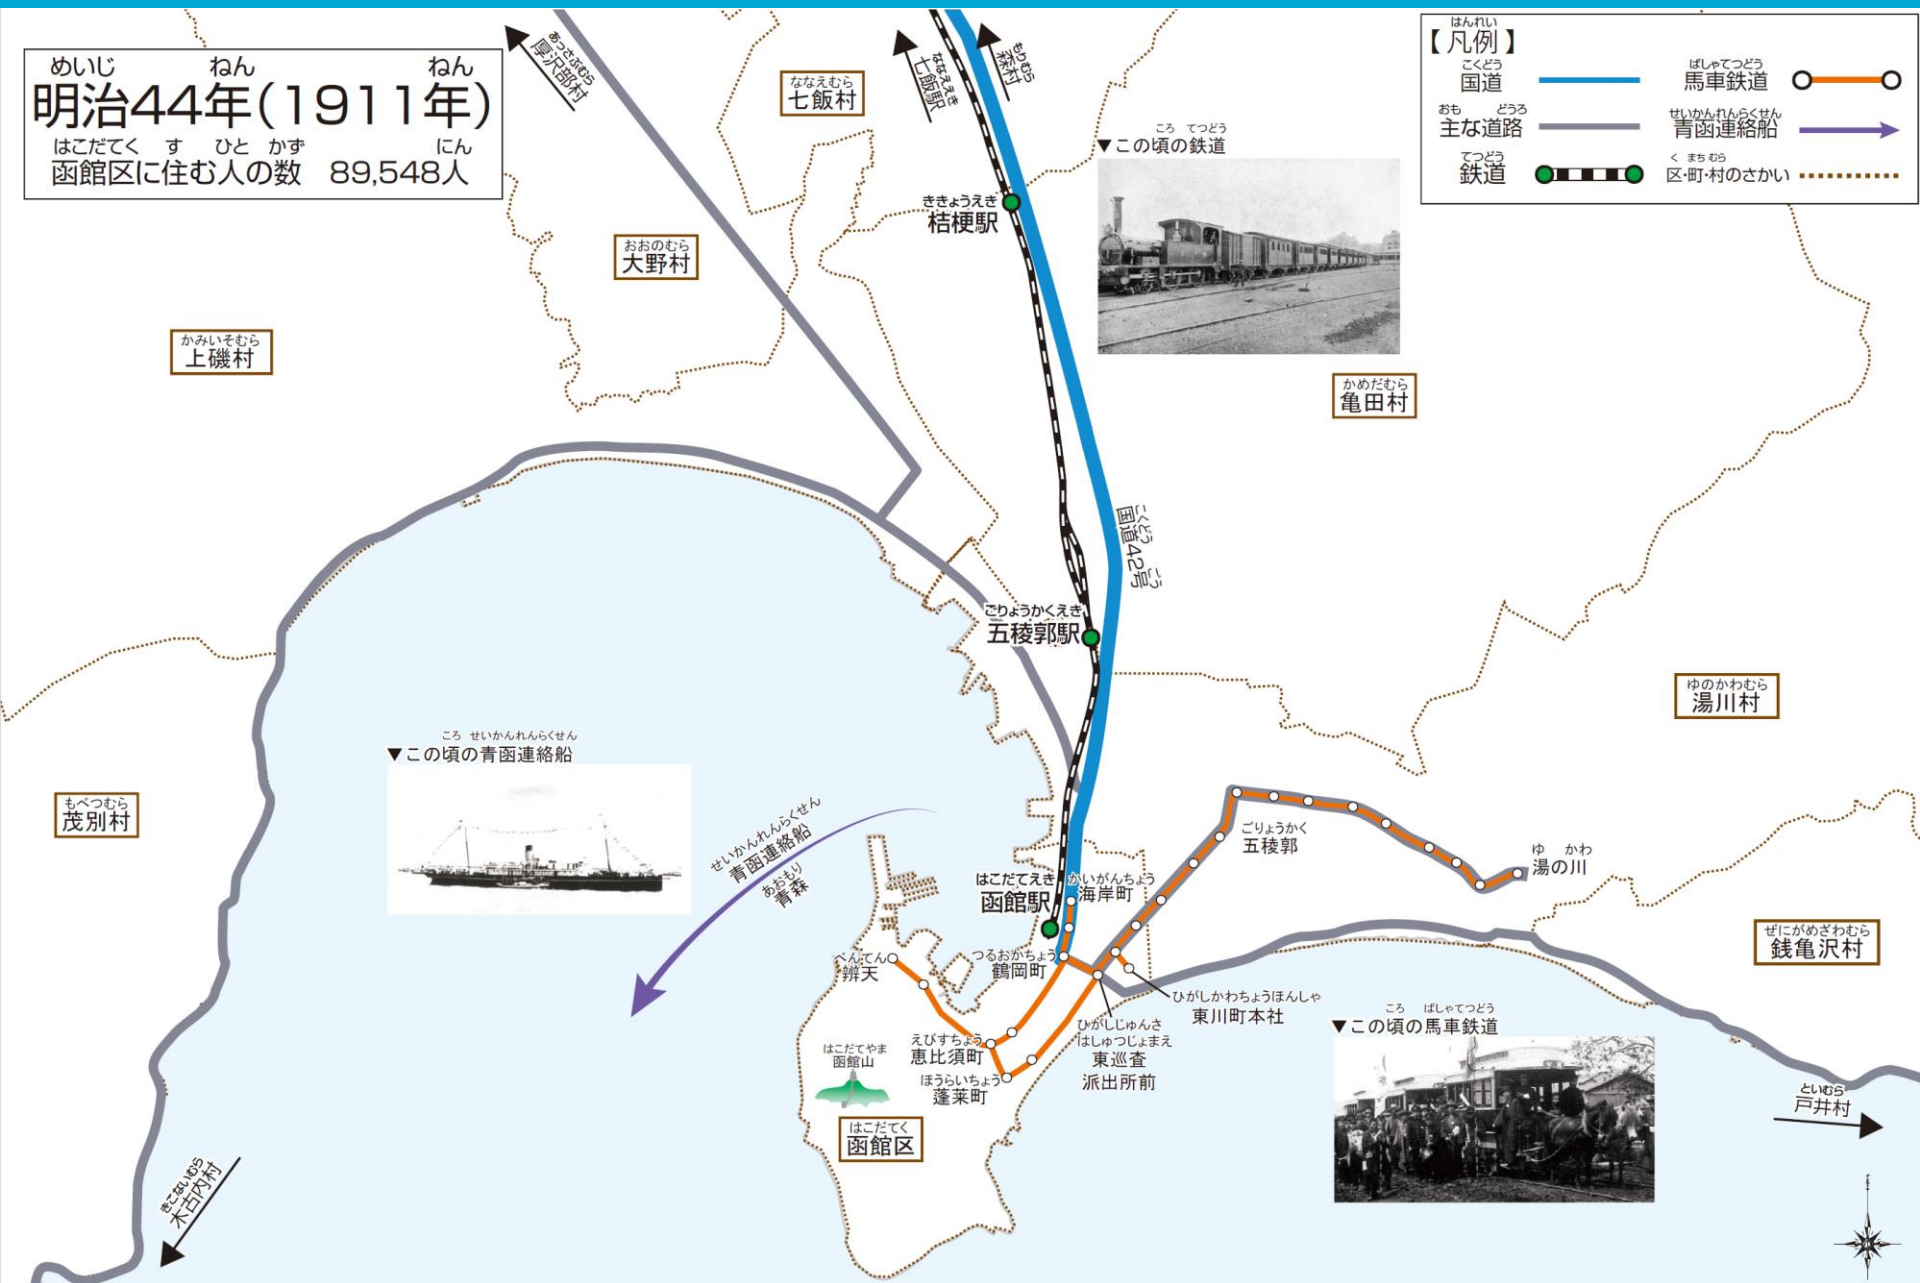 めいじ ねん ねん
明治44年(1911年)
はこだてく す ひと かず にん
函館区に住む人の数 89,548人
あっさぶむら
厚沢部村
ななええき
七飯駅
もりむら
森村
はんれい
【凡例】
こくどう
国道
ばしゃてつどう
馬車鉄道
おも どうろ
主な道路
せいかんれんらくせん
青函連絡船
てつどう
鉄道
く まち むら
区・町・村のさかい
ななえむら
七飯村
ころ てつどう
▼この頃の鉄道
ききょうえき
桔梗駅
おおのむら
大野村
かみいそむら
上磯村
かめだむら
亀田村
こくどう ごう
国道42号
ごりょうかくえき
五稜郭駅
ゆのかわむら
湯川村
ころ せいかんれんらくせん
▼この頃の青函連絡船
もべつむら
茂別村
せいかんれんらくせん
青函連絡船
あおもり
青森
ごりょうかく
五稜郭
ゆ かわ
湯の川
はこだてえき
函館駅
かいがんちょう
海岸町
ぜにがめざわむら
銭亀沢村
べんてん
辨天
つるおかちょう
鶴岡町
ひがしかわちょうほんしゃ
東川町本社
ひがしじゅんさ
はしゅつじょまえ
東巡査
派出所前
えびすちょう
恵比須町
ほうらいちょう
蓬莱町
はこだてやま
函館山
はこだてく
函館区
ころ ばしゃてつどう
▼この頃の馬車鉄道
といむら
戸井村
きこないむら
木古内村